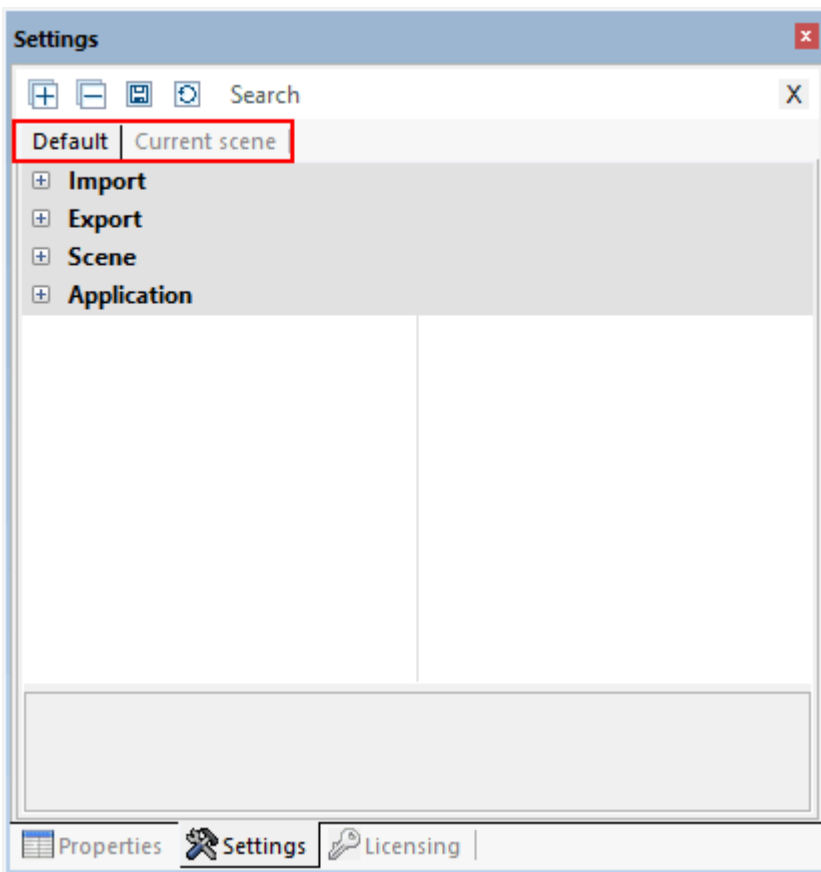 Settings
Search X
Default Current scene
Import
Export
Scene
Application
Properties Settings Licensing